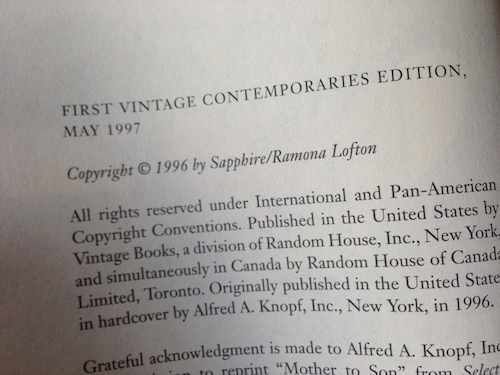 FIRST VINTAGE CONTEMPORARIES EDITION,
MAY 1997
Copyright © 1996 by Sapphire/Ramona Lofton
All rights reserved under International and Pan-American
Copyright Conventions. Published in the United States by
Vintage Books, a division of Random House, Inc., New York,
and simultaneously in Canada by Random House of Canada
Limited, Toronto. Originally published in the United State
in hardcover by Alfred A. Knopf, Inc., New York, in 1996.
Grateful acknowledgment is made to Alfred A. Knopf, Inc
to reprint "Mother to Son" from Select